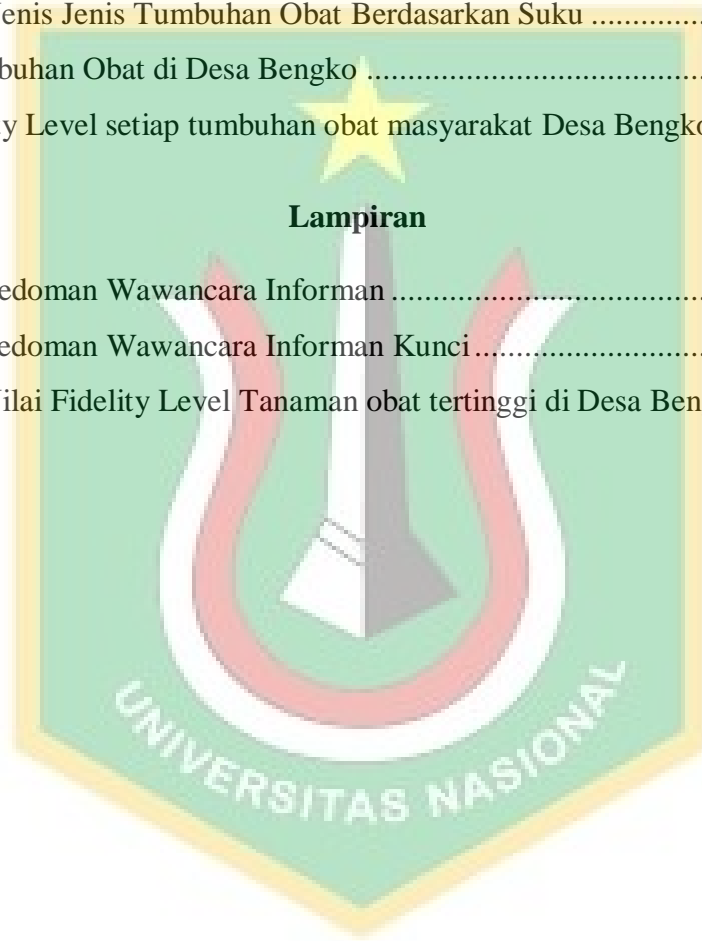 enis Jenis Tumbuhan Obat Berdasarkan Suku ..............
buhan Obat di Desa Bengko ..........................................
y Level setiap tumbuhan obat masyarakat Desa Bengko
Lampiran
edoman Wawancara Informan .......................................
edoman Wawancara Informan Kunci............................
ilai Fidelity Level Tanaman obat tertinggi di Desa Ben
UNIVERSITAS NASIONAL